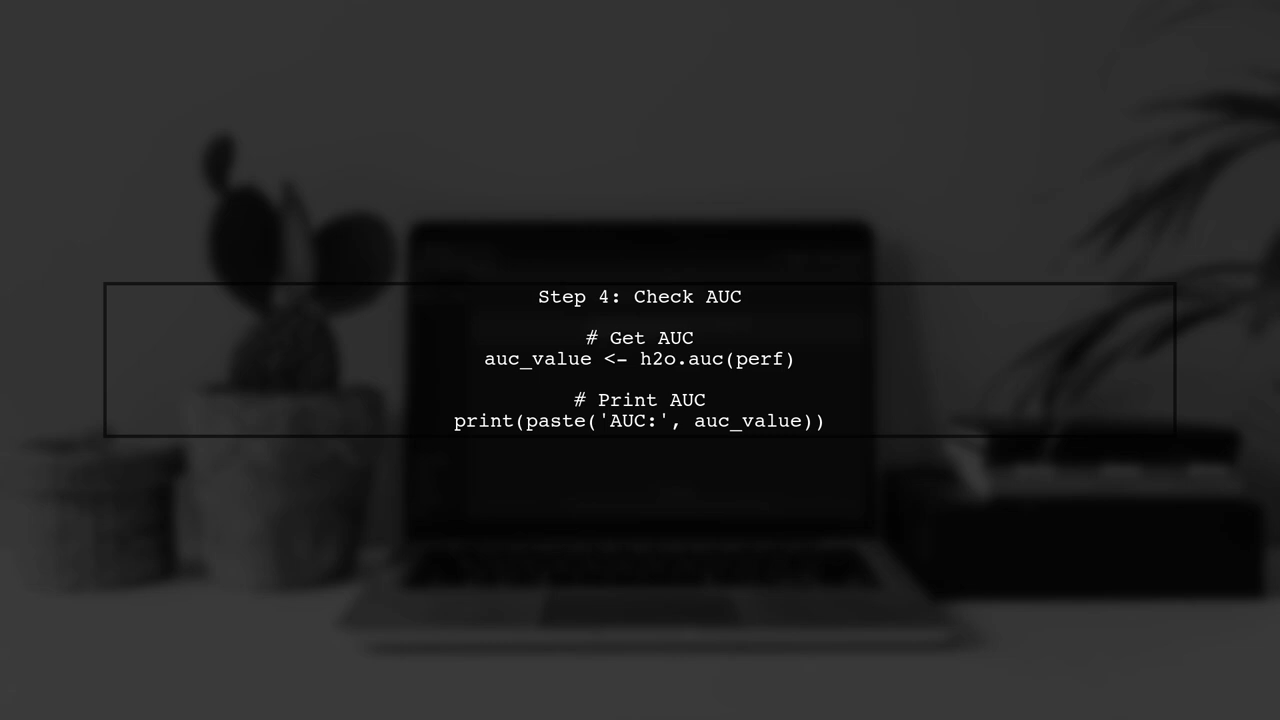 Step 4: Check AUC
# Get AUC
auc_value <- h2o.auc(perf)
# Print AUC
print(paste('AUC:', auc_value))